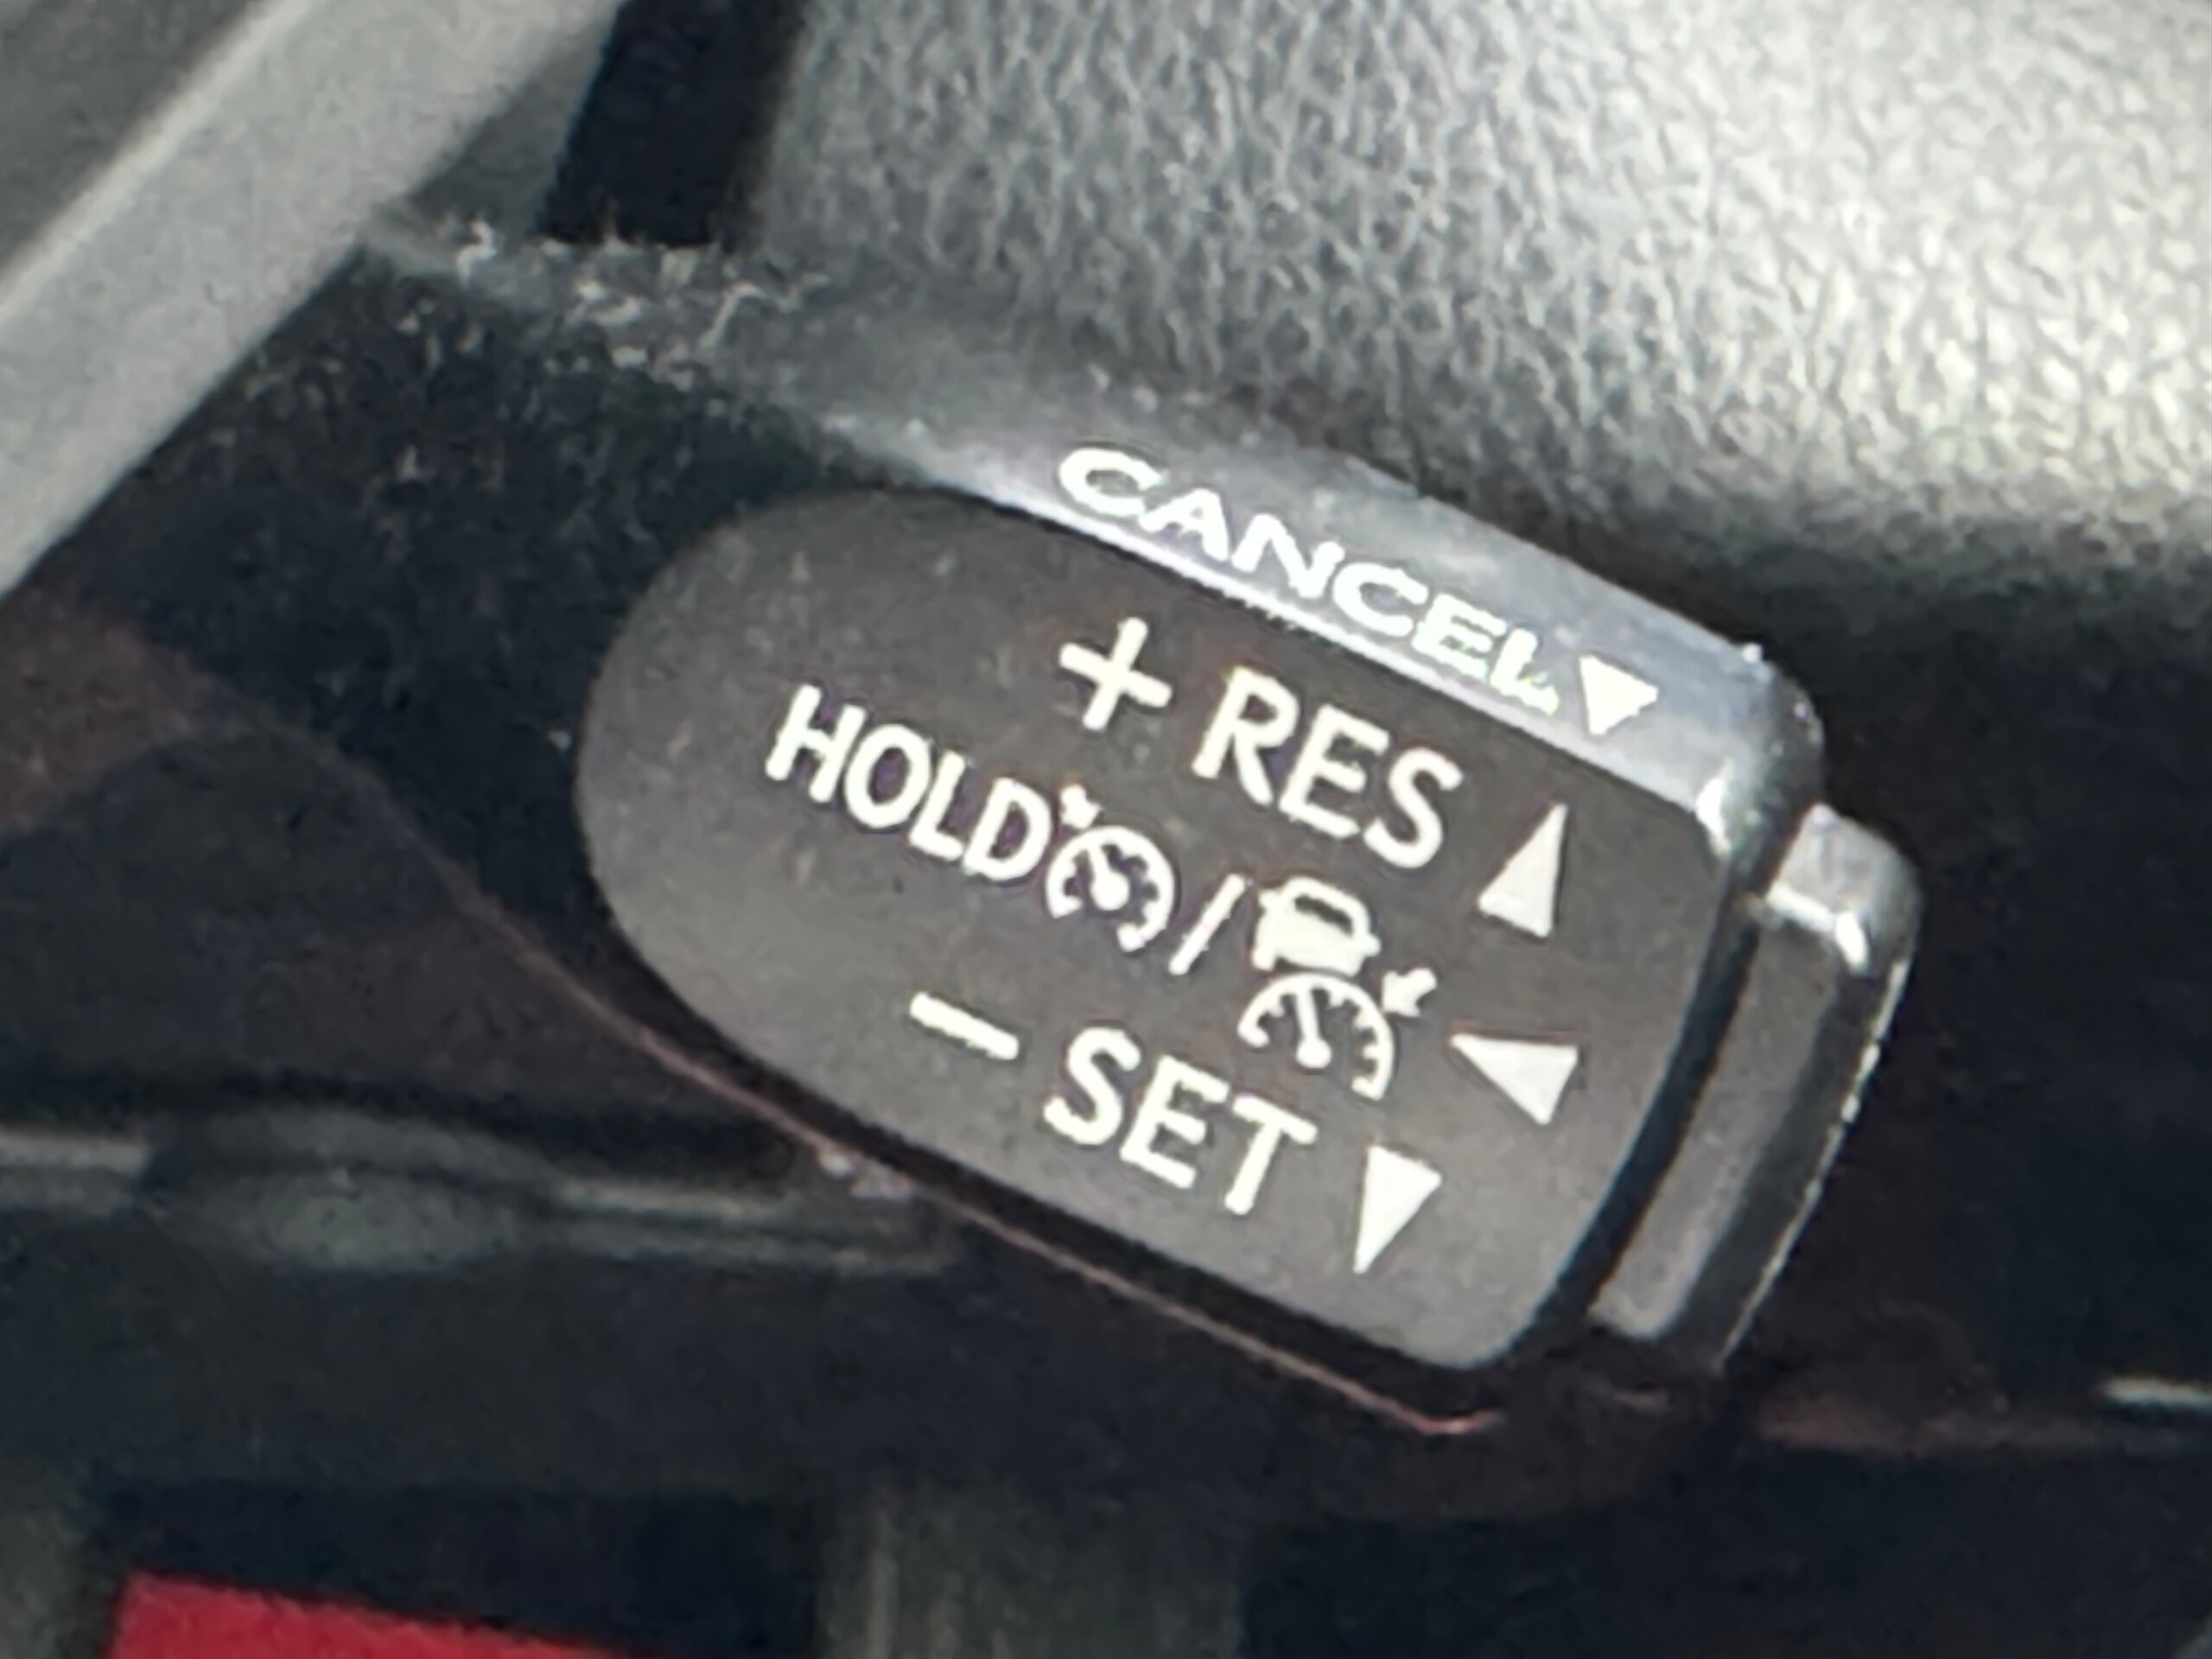 CANCEL
+ RES
HOLD /
− SET